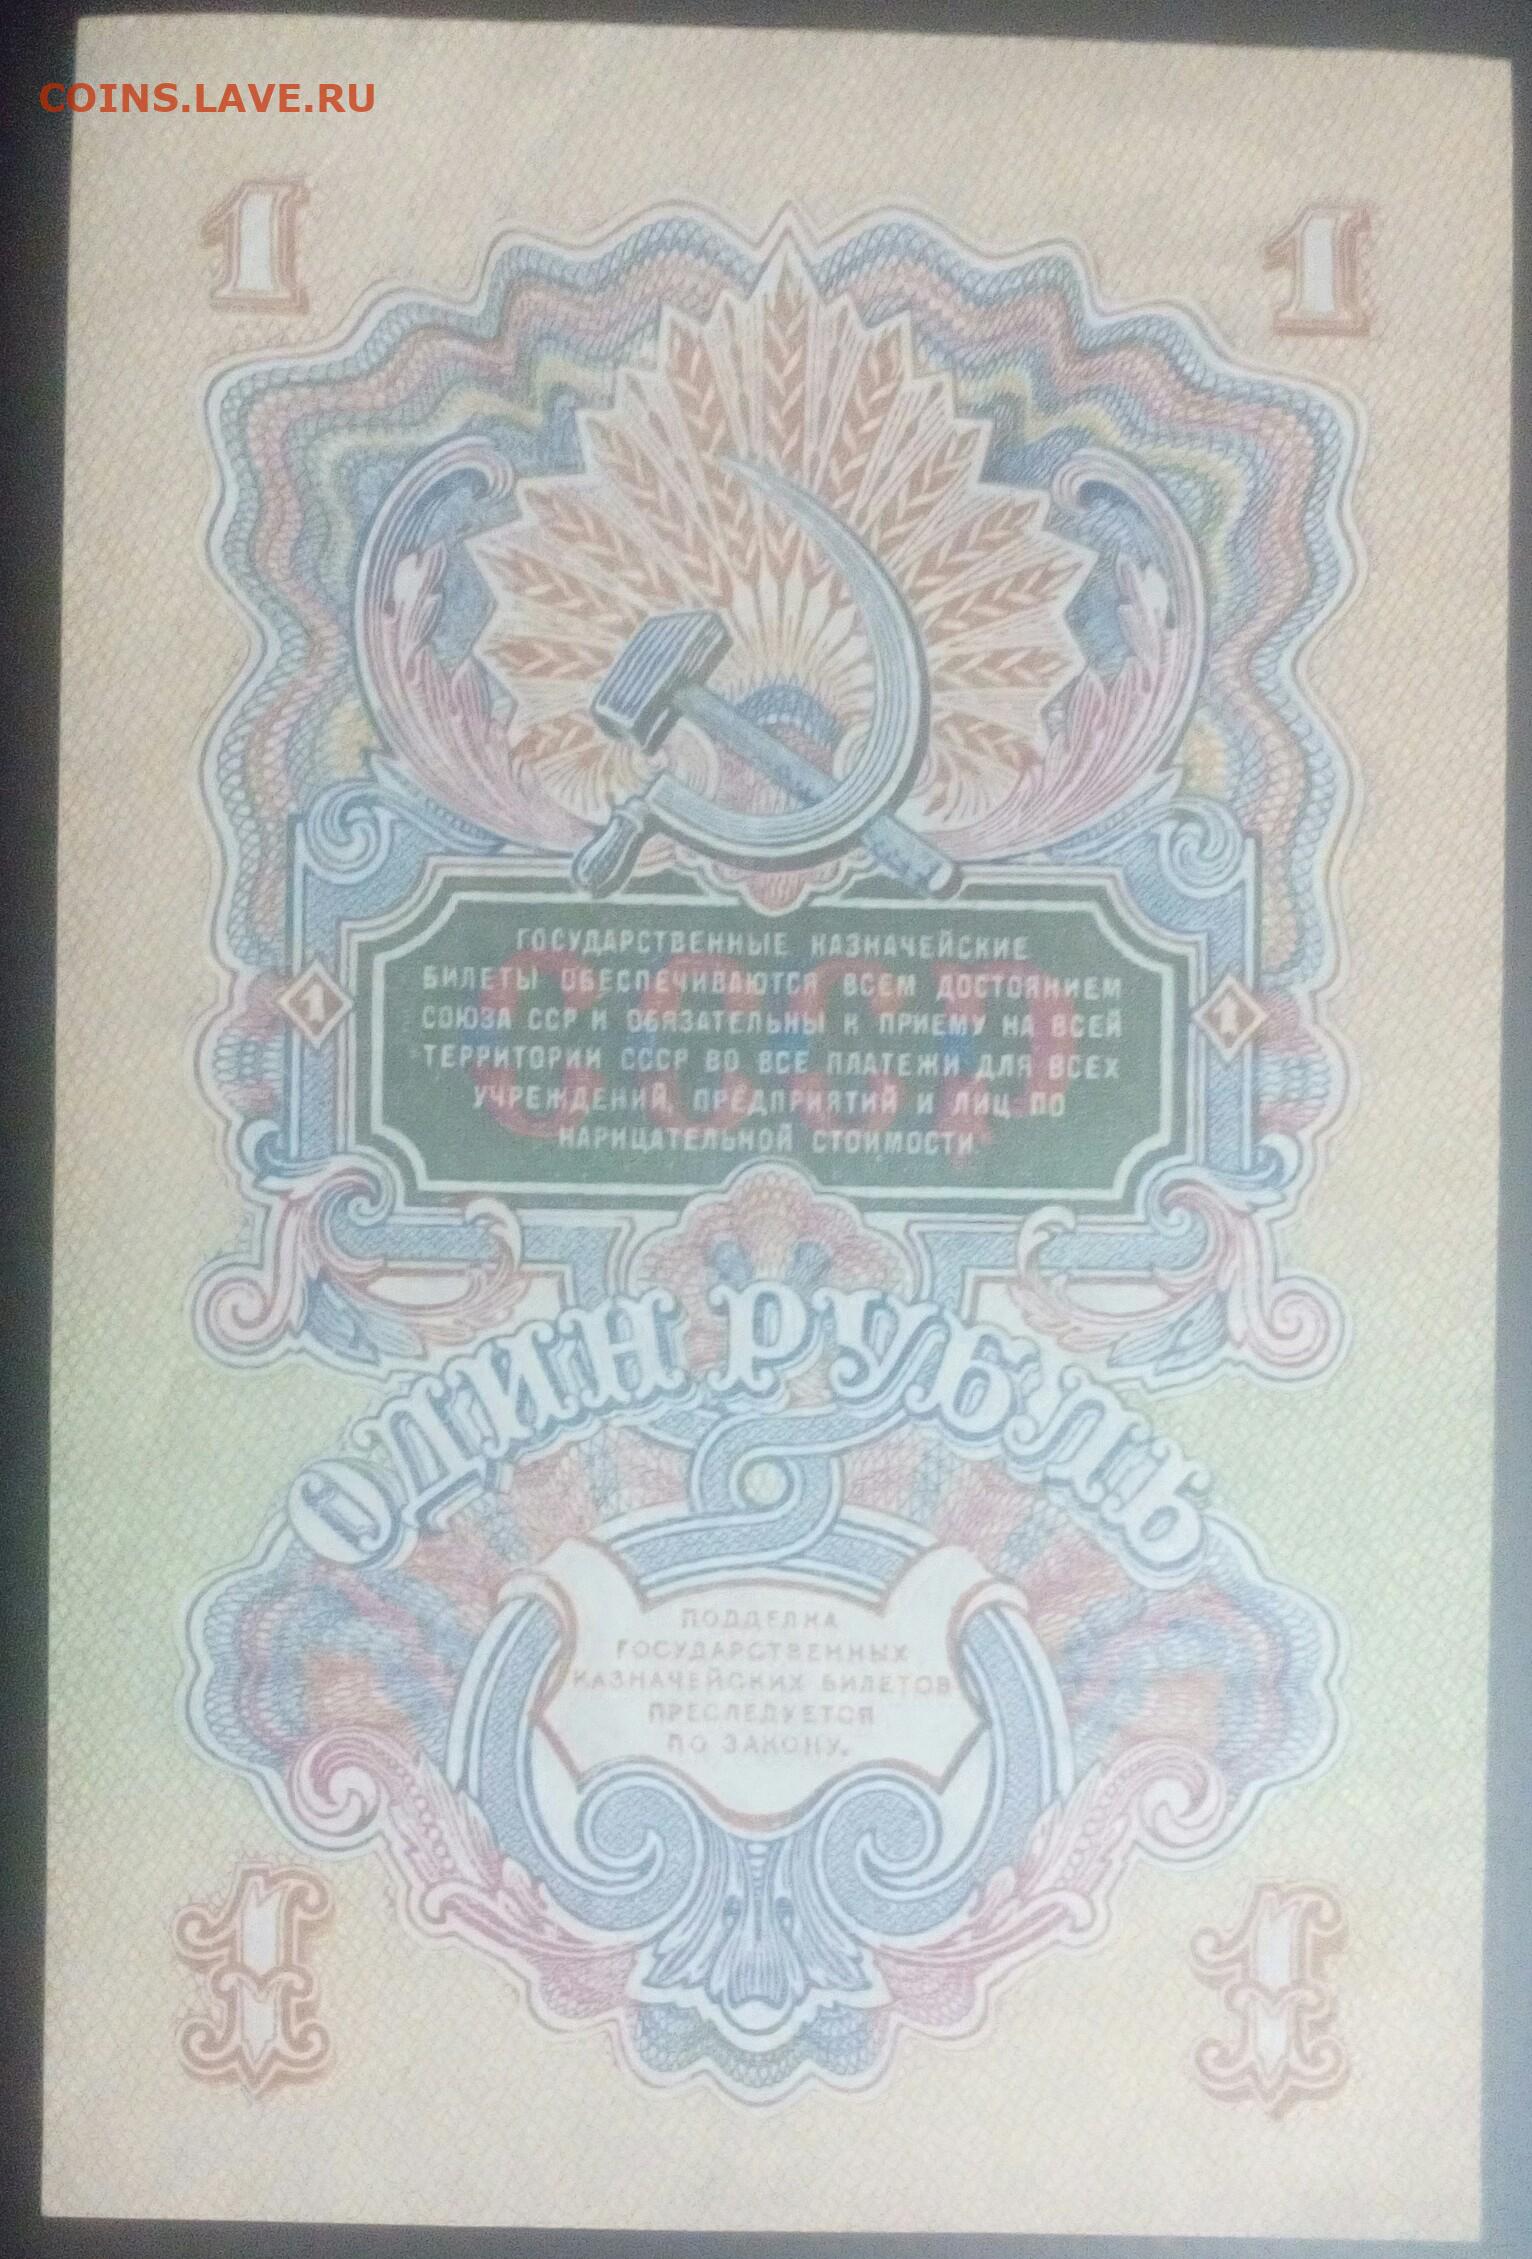 COINS.LAVE.RU
1 1
ГОСУДАРСТВЕННЫЕ КАЗНАЧЕЙСКИЕ
БИЛЕТЫ ОБЕСПЕЧИВАЮТСЯ ВСЕМ ДОСТОЯНИЕМ
СОЮЗА ССР И ОБЯЗАТЕЛЬНЫ К ПРИЕМУ НА ВСЕЙ
ТЕРРИТОРИИ СССР ВО ВСЕ ПЛАТЕЖИ ДЛЯ ВСЕХ
УЧРЕЖДЕНИЙ, ПРЕДПРИЯТИЙ И ЛИЦ ПО
НАРИЦАТЕЛЬНОЙ СТОИМОСТИ
СССР
1 1
ОДИН РУБЛЬ
ПОДДЕЛКА
ГОСУДАРСТВЕННЫХ
КАЗНАЧЕЙСКИХ БИЛЕТОВ
ПРЕСЛЕДУЕТСЯ
ПО ЗАКОНУ.
1 1